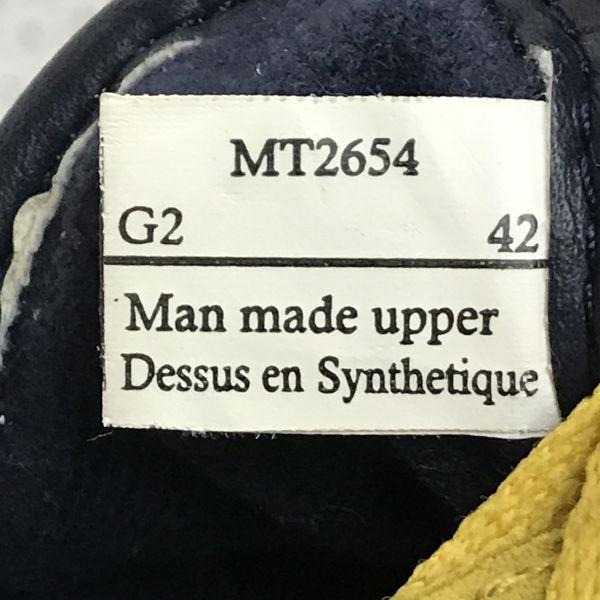 MT2654
G2 42
Man made upper
Dessus en Synthetique